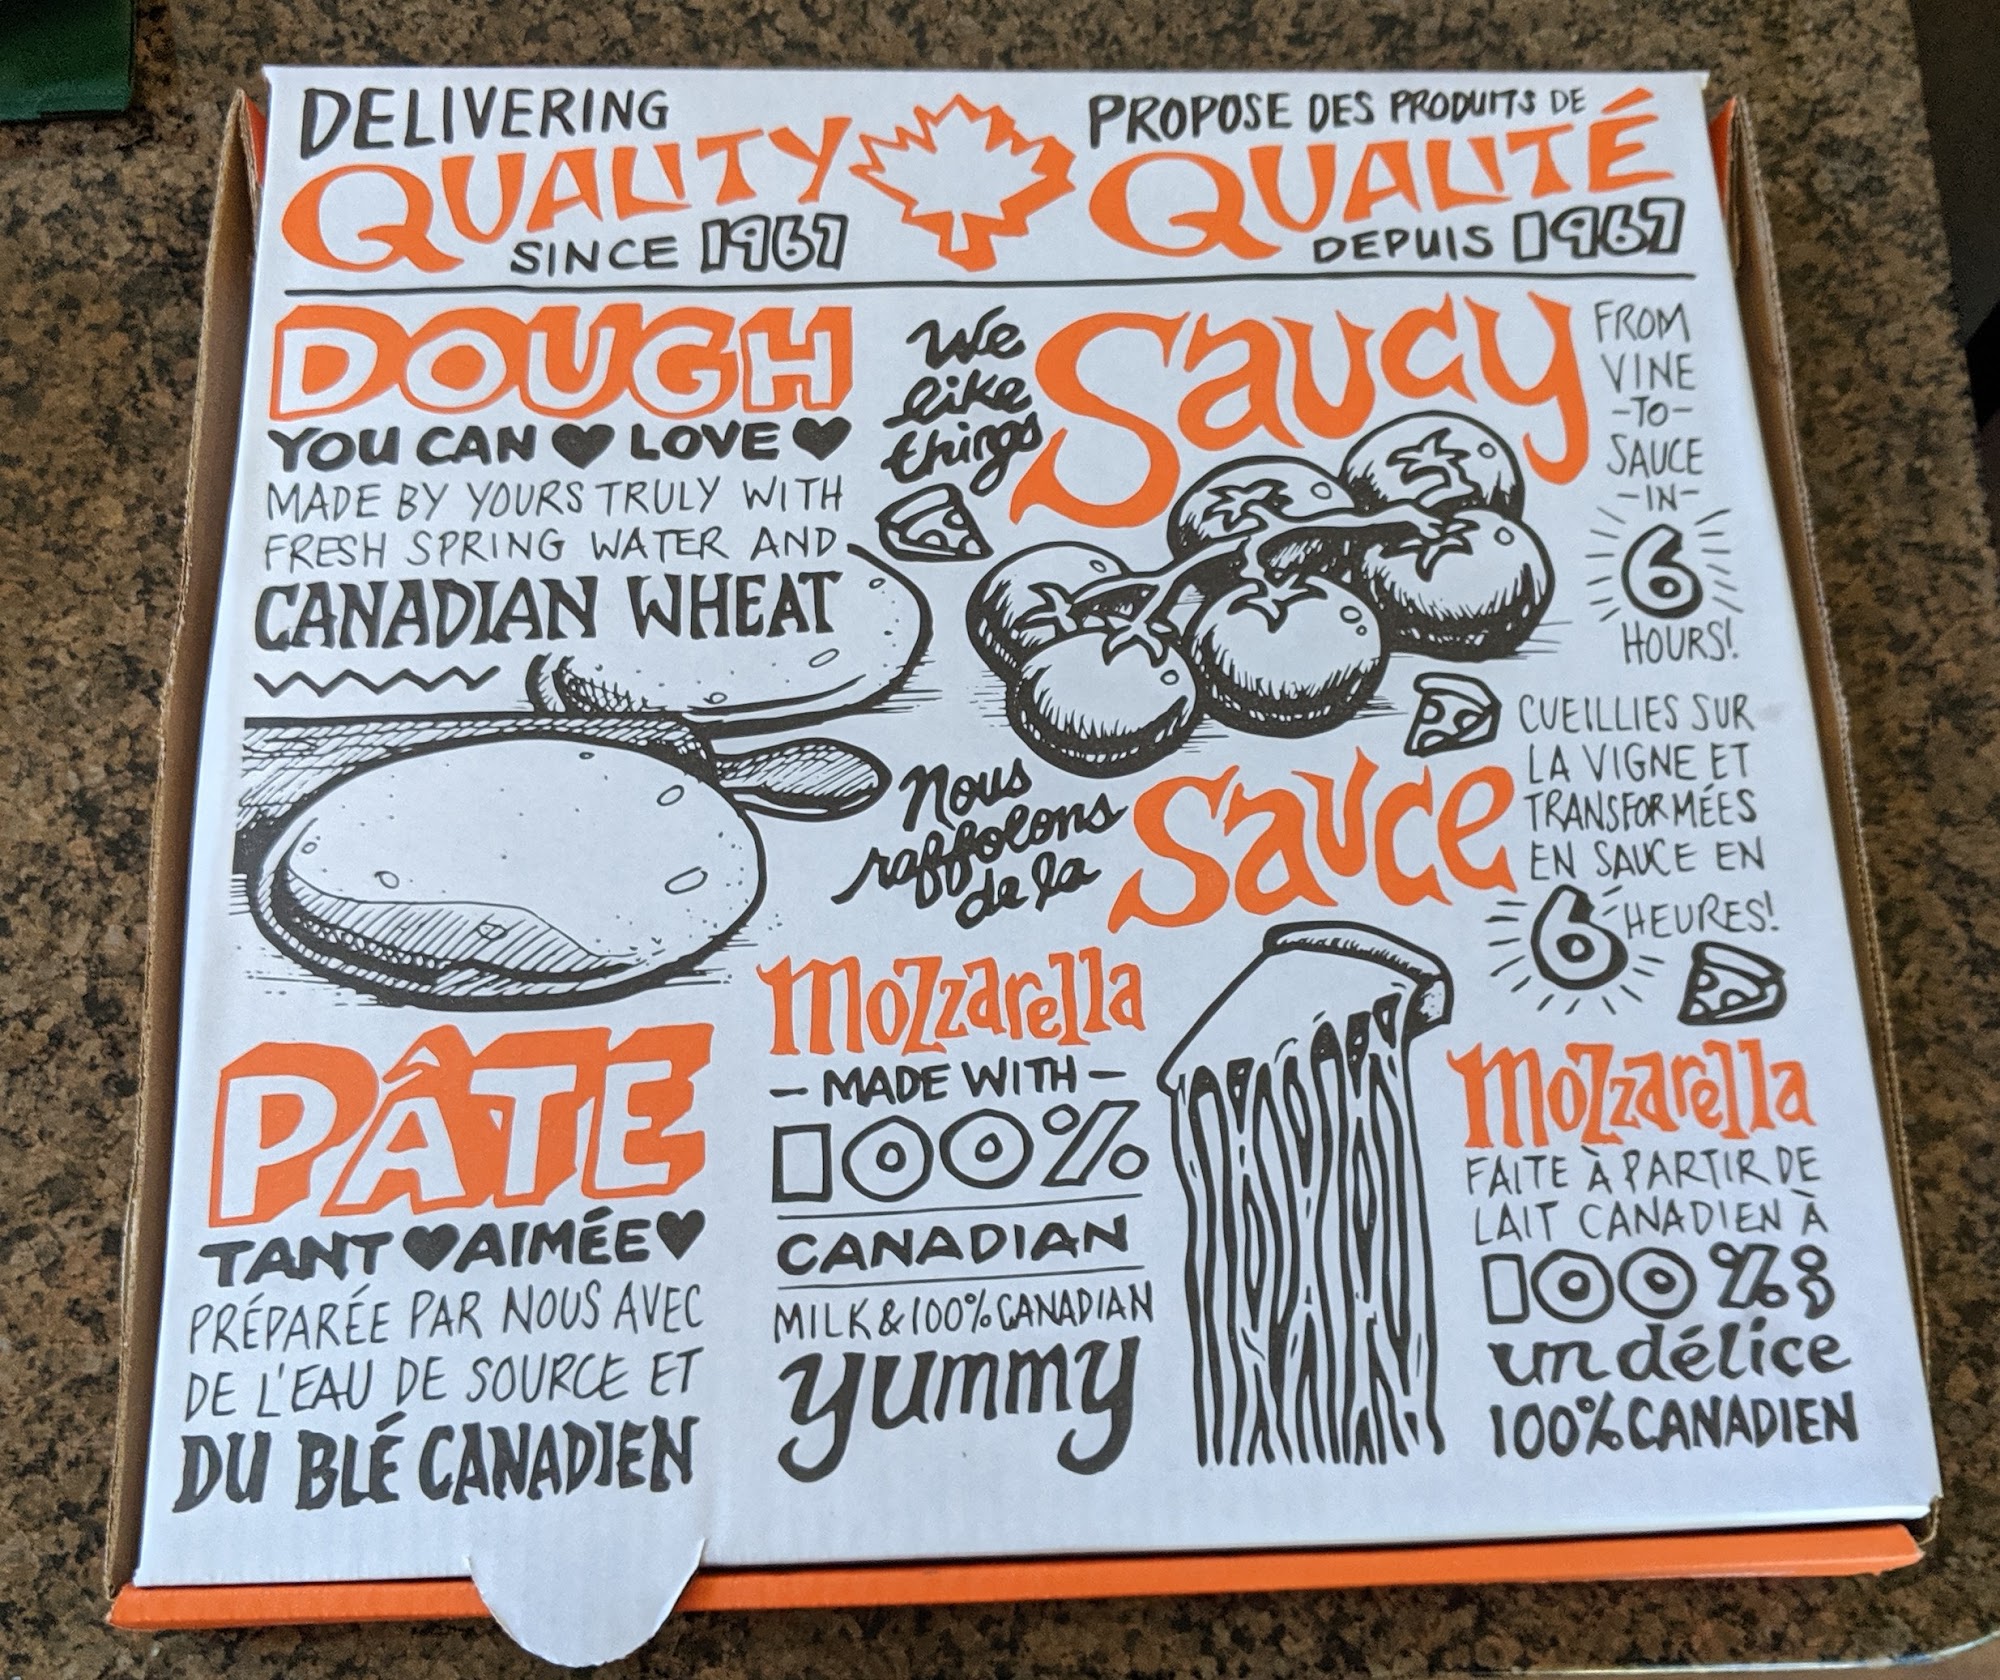 DELIVERING
QUALITY
SINCE 1967
PROPOSE DES PRODUITS DE
QUALITÉ
DEPUIS 1967
DOUGH
YOU CAN LOVE
MADE BY YOURS TRULY WITH
FRESH SPRING WATER AND
CANADIAN WHEAT
We
like
things
Saucy
FROM
VINE
-TO-
SAUCE
-IN-
6
HOURS!
Nous
raffolons
de la
Sauce
CUEILLIES SUR
LA VIGNE ET
TRANSFORMÉES
EN SAUCE EN
6 HEURES!
PÂTE
TANT AIMÉE
PRÉPARÉE PAR NOUS AVEC
DE L'EAU DE SOURCE ET
DU BLÉ CANADIEN
Mozzarella
- MADE WITH -
100%
CANADIAN
MILK & 100% CANADIAN
yummy
Mozzarella
FAITE À PARTIR DE
LAIT CANADIEN À
100% &
un délice
100% CANADIEN